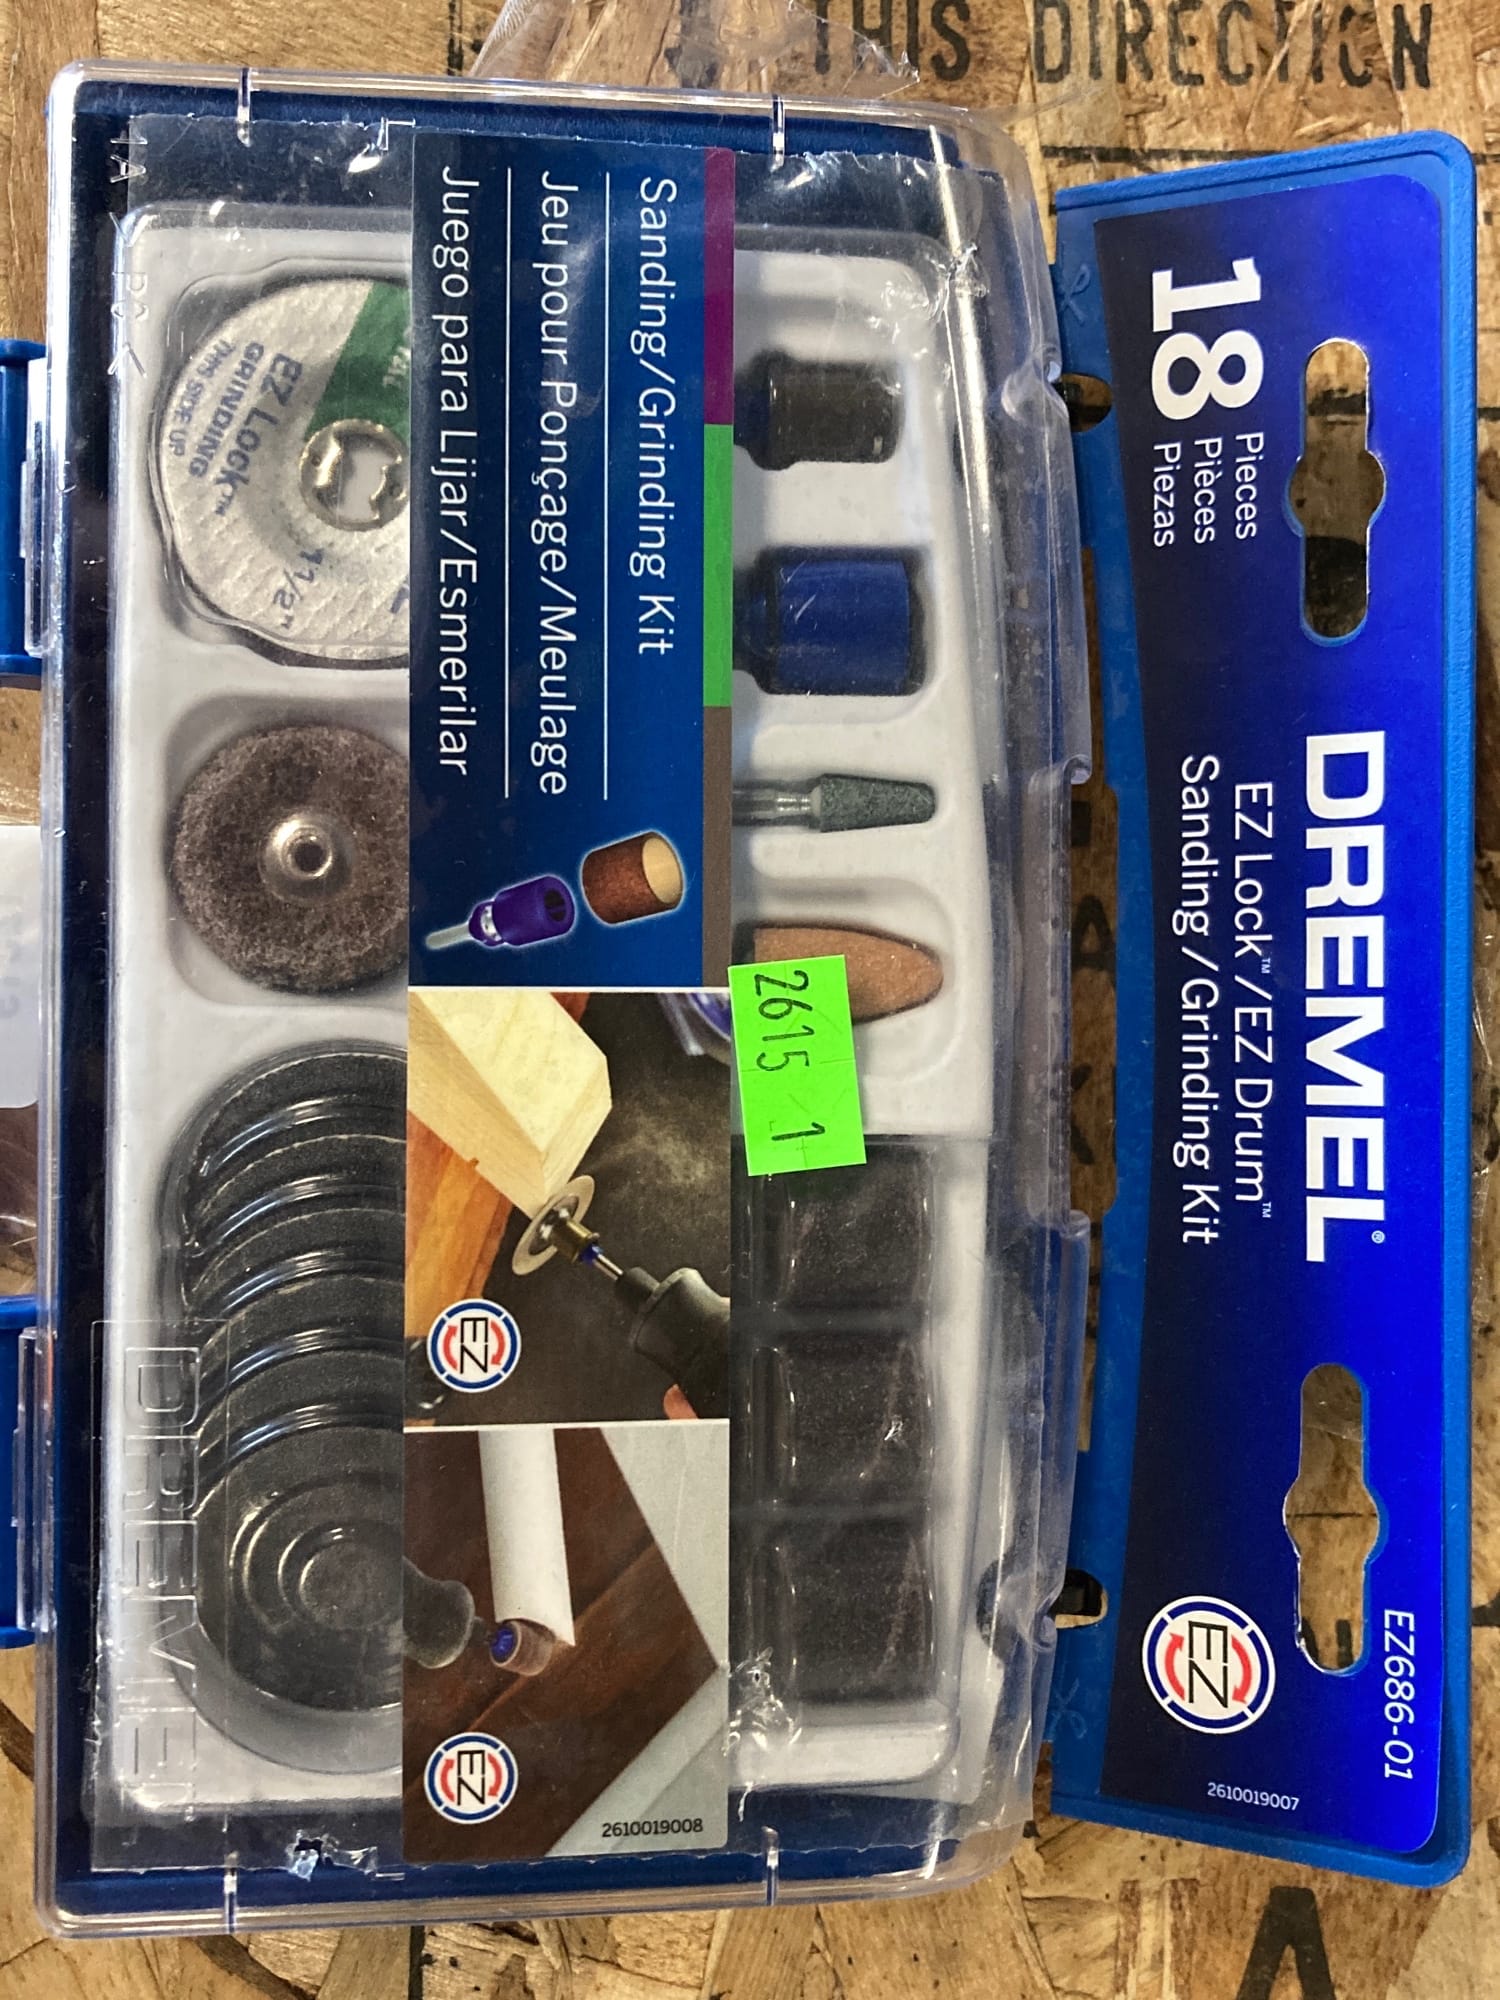 THIS DIRECTION
18
Pieces
Pièces
Piezas
DREMEL®
EZ Lock™/EZ Drum™
Sanding/Grinding Kit
EZ
EZ686-01
2610019007
Sanding/Grinding Kit
Jeu pour Ponçage/Meulage
Juego para Lijar/Esmerilar
EZ
EZ
2610019008
2615 1
EZ LOCK™
GRINDING
THIS SIDE UP
1 1/2"
DREMEL